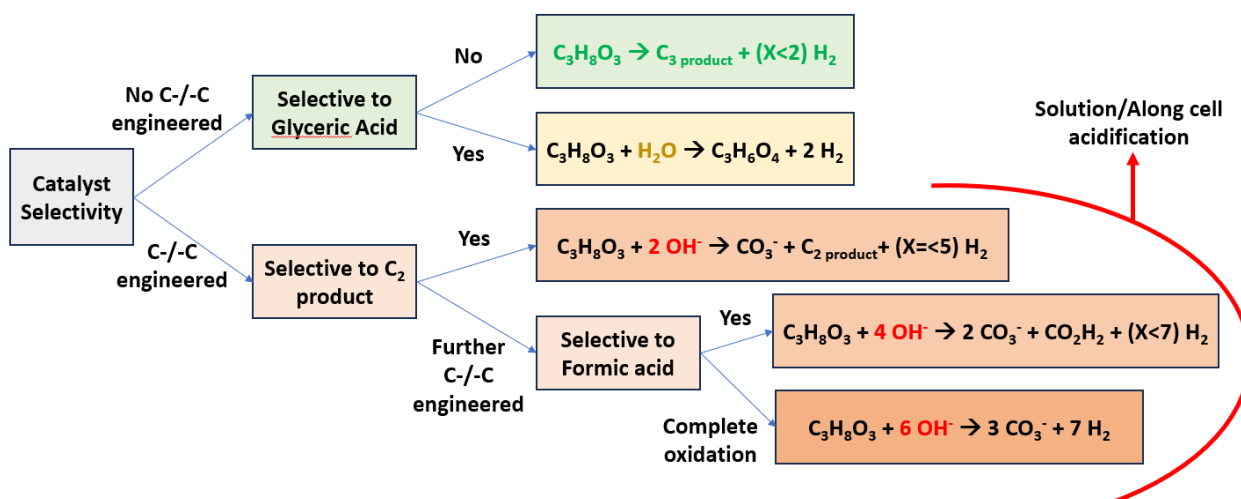 Catalyst
Selectivity
No C-/-C
engineered
C-/-C
engineered
Selective to
Glyceric Acid
No
C₃H₈O₃ → C₃ product + (X<2) H₂
Yes
C₃H₈O₃ + H₂O → C₃H₆O₄ + 2 H₂
Selective to C₂
product
Yes
C₃H₈O₃ + 2 OH⁻ → CO₃⁻ + C₂ product + (X=<5) H₂
Further
C-/-C
engineered
Selective to
Formic acid
Yes
C₃H₈O₃ + 4 OH⁻ → 2 CO₃⁻ + CO₂H₂ + (X<7) H₂
Complete
oxidation
C₃H₈O₃ + 6 OH⁻ → 3 CO₃⁻ + 7 H₂
Solution/Along cell
acidification